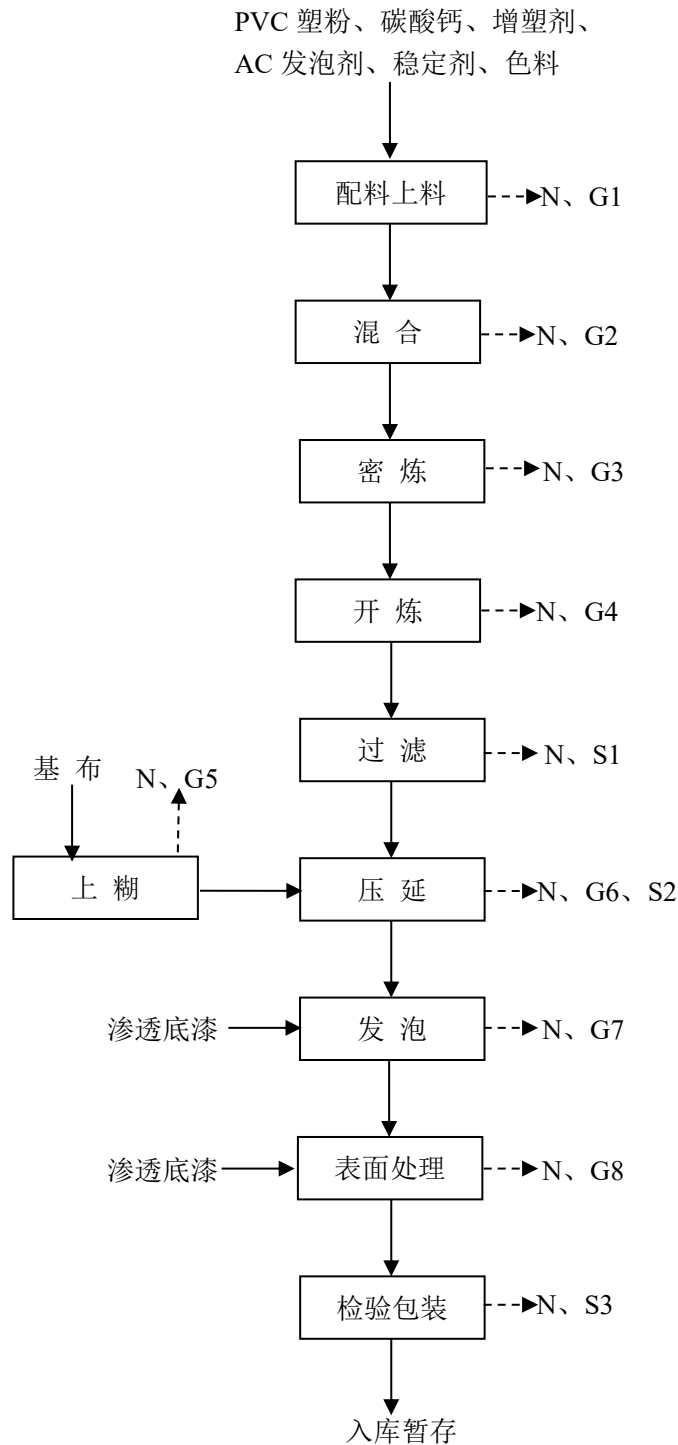 PVC 塑粉、碳酸钙、增塑剂、
AC 发泡剂、稳定剂、色料
配料上料
N、G1
混 合
N、G2
密 炼
N、G3
开 炼
N、G4
过 滤
N、S1
基 布
N、G5
上 糊
压 延
N、G6、S2
渗透底漆
发 泡
N、G7
渗透底漆
表面处理
N、G8
检验包装
N、S3
入库暂存